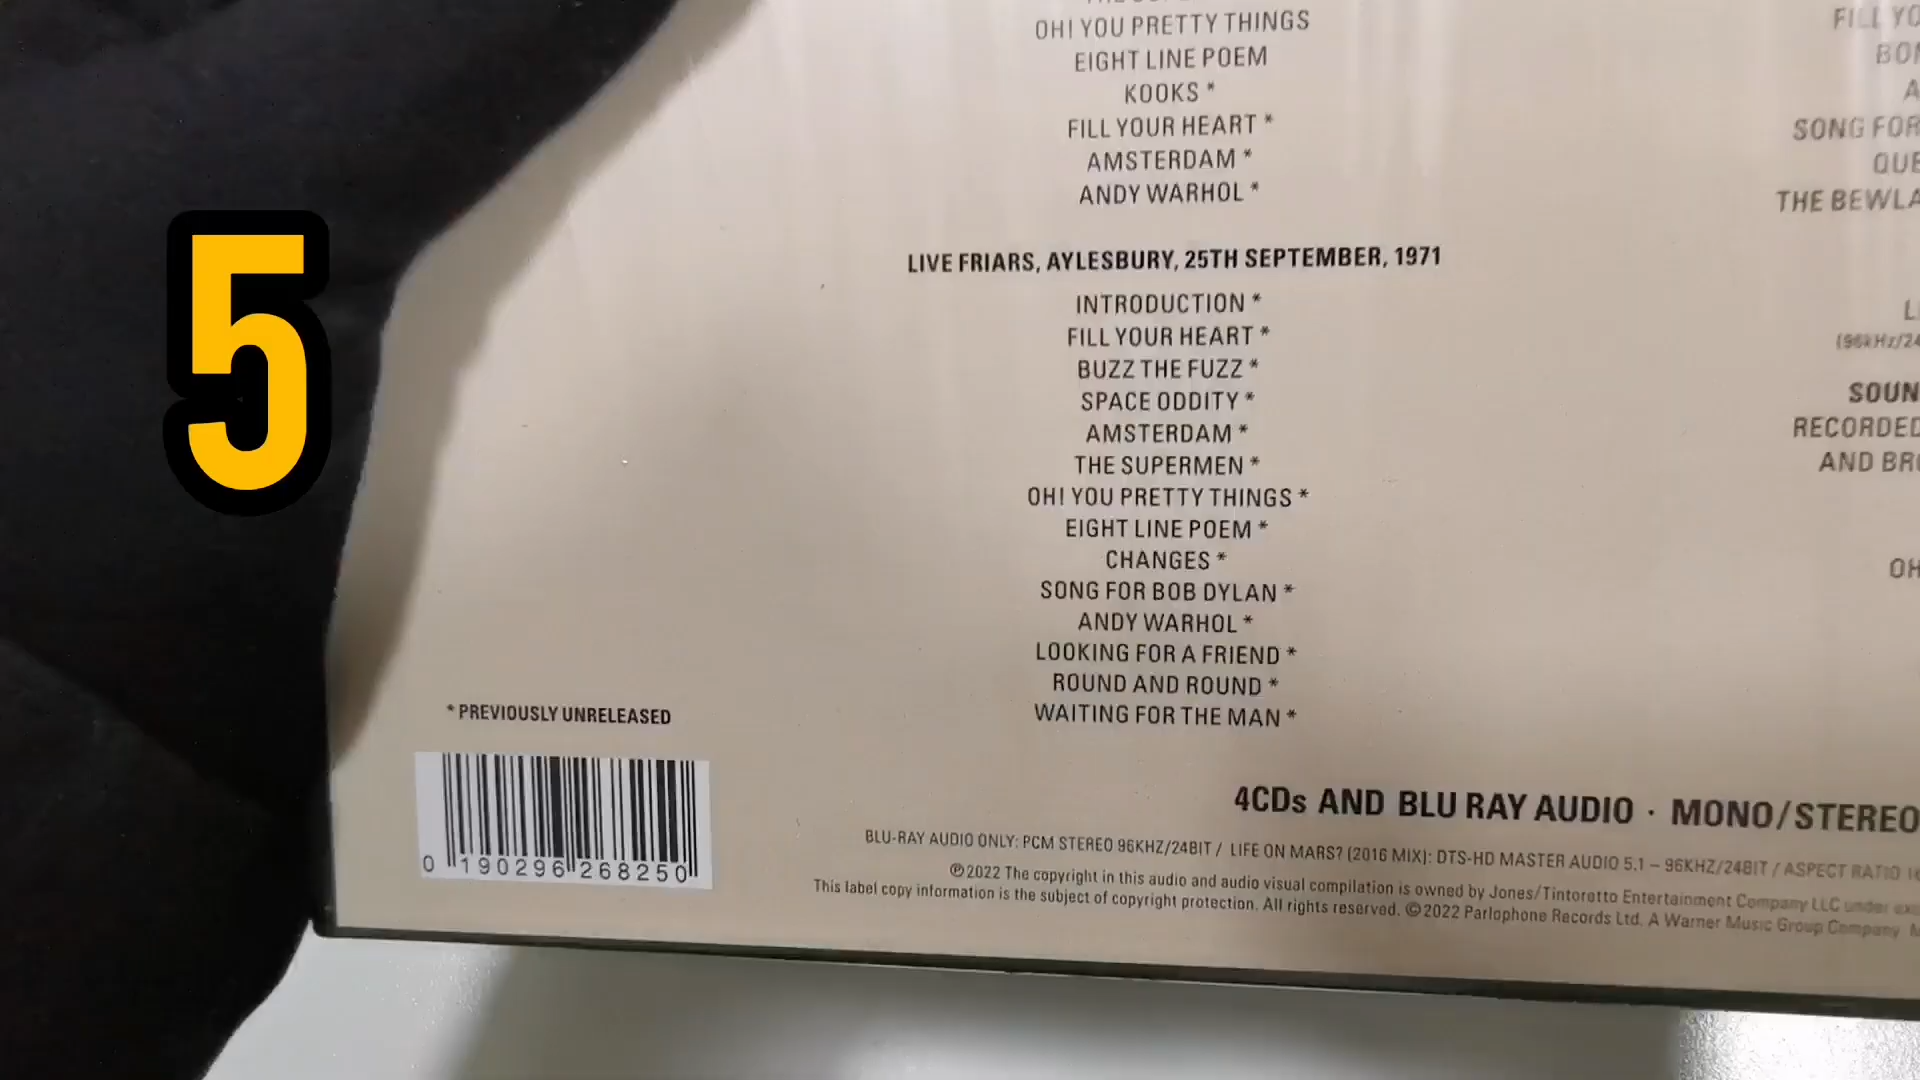 OH! YOU PRETTY THINGS
EIGHT LINE POEM
KOOKS *
FILL YOUR HEART *
AMSTERDAM *
ANDY WARHOL *
LIVE FRIARS, AYLESBURY, 25TH SEPTEMBER, 1971
INTRODUCTION *
FILL YOUR HEART *
BUZZ THE FUZZ *
SPACE ODDITY *
AMSTERDAM *
THE SUPERMEN *
OH! YOU PRETTY THINGS *
EIGHT LINE POEM *
CHANGES *
SONG FOR BOB DYLAN *
ANDY WARHOL *
LOOKING FOR A FRIEND *
ROUND AND ROUND *
WAITING FOR THE MAN *
5
* PREVIOUSLY UNRELEASED
0 190296 268250
FILL
SONG FOR
THE
(96kHz/24
RECORDED
AND
4CDs AND BLU RAY AUDIO · MONO/STEREO
BLU-RAY AUDIO ONLY: PCM STEREO 96KHZ/24BIT / LIFE ON MARS? (2016 MIX): DTS-HD MASTER AUDIO 5.1 – 96KHZ/24BIT / ASPECT RATIO
℗2022 The copyright in this audio and audio visual compilation is owned by Jones/Tintoretto Entertainment Company LLC under
This label copy information is the subject of copyright protection. All rights reserved. ©2022 Parlophone Records Ltd. A Warner Music Group Company